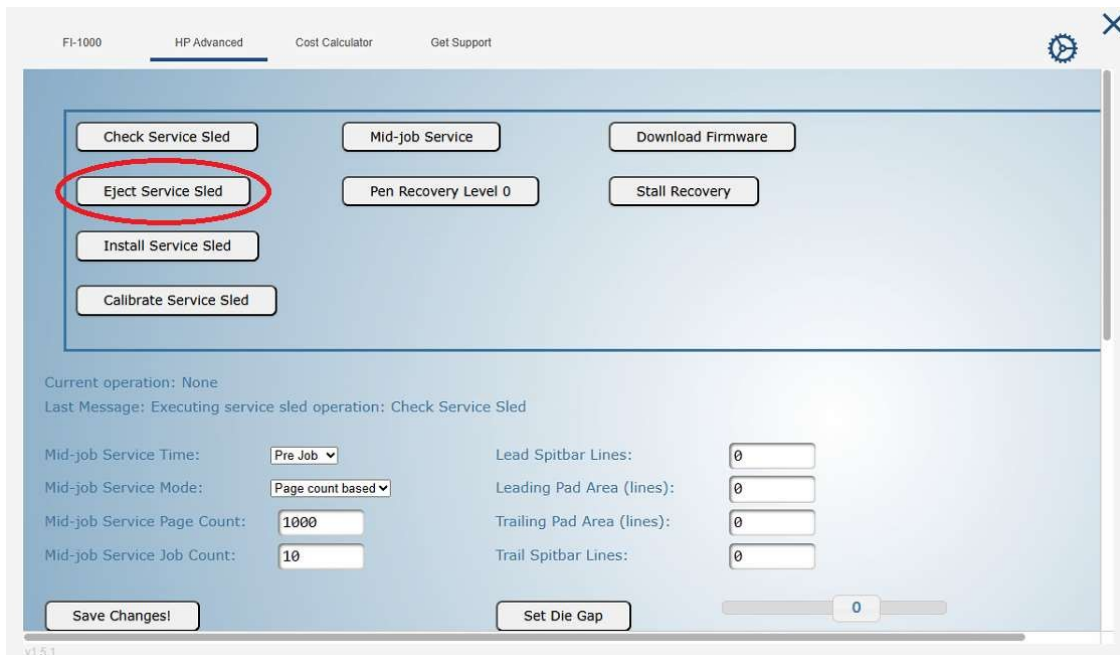 FI-1000 HP Advanced Cost Calculator Get Support
Check Service Sled Mid-job Service Download Firmware
Eject Service Sled Pen Recovery Level 0 Stall Recovery
Install Service Sled
Calibrate Service Sled
Current operation: None
Last Message: Executing service sled operation: Check Service Sled
Mid-job Service Time: Pre Job Lead Spitbar Lines: 0
Mid-job Service Mode: Page count based Leading Pad Area (lines): 0
Mid-job Service Page Count: 1000 Trailing Pad Area (lines): 0
Mid-job Service Job Count: 10 Trail Spitbar Lines: 0
Save Changes! Set Die Gap 0
v1.5.1